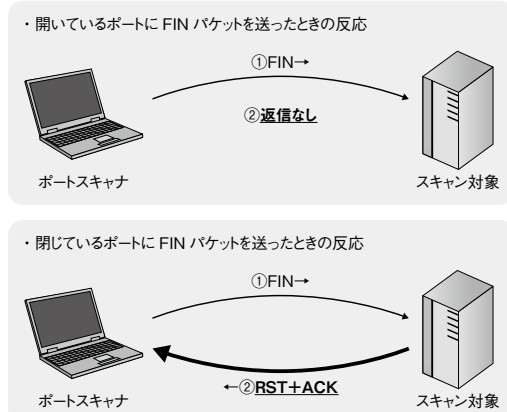 ・開いているポートに FIN パケットを送ったときの反応
①FIN→
②返信なし
ポートスキャナ
スキャン対象
・閉じているポートに FIN パケットを送ったときの反応
①FIN→
←②RST+ACK
ポートスキャナ
スキャン対象